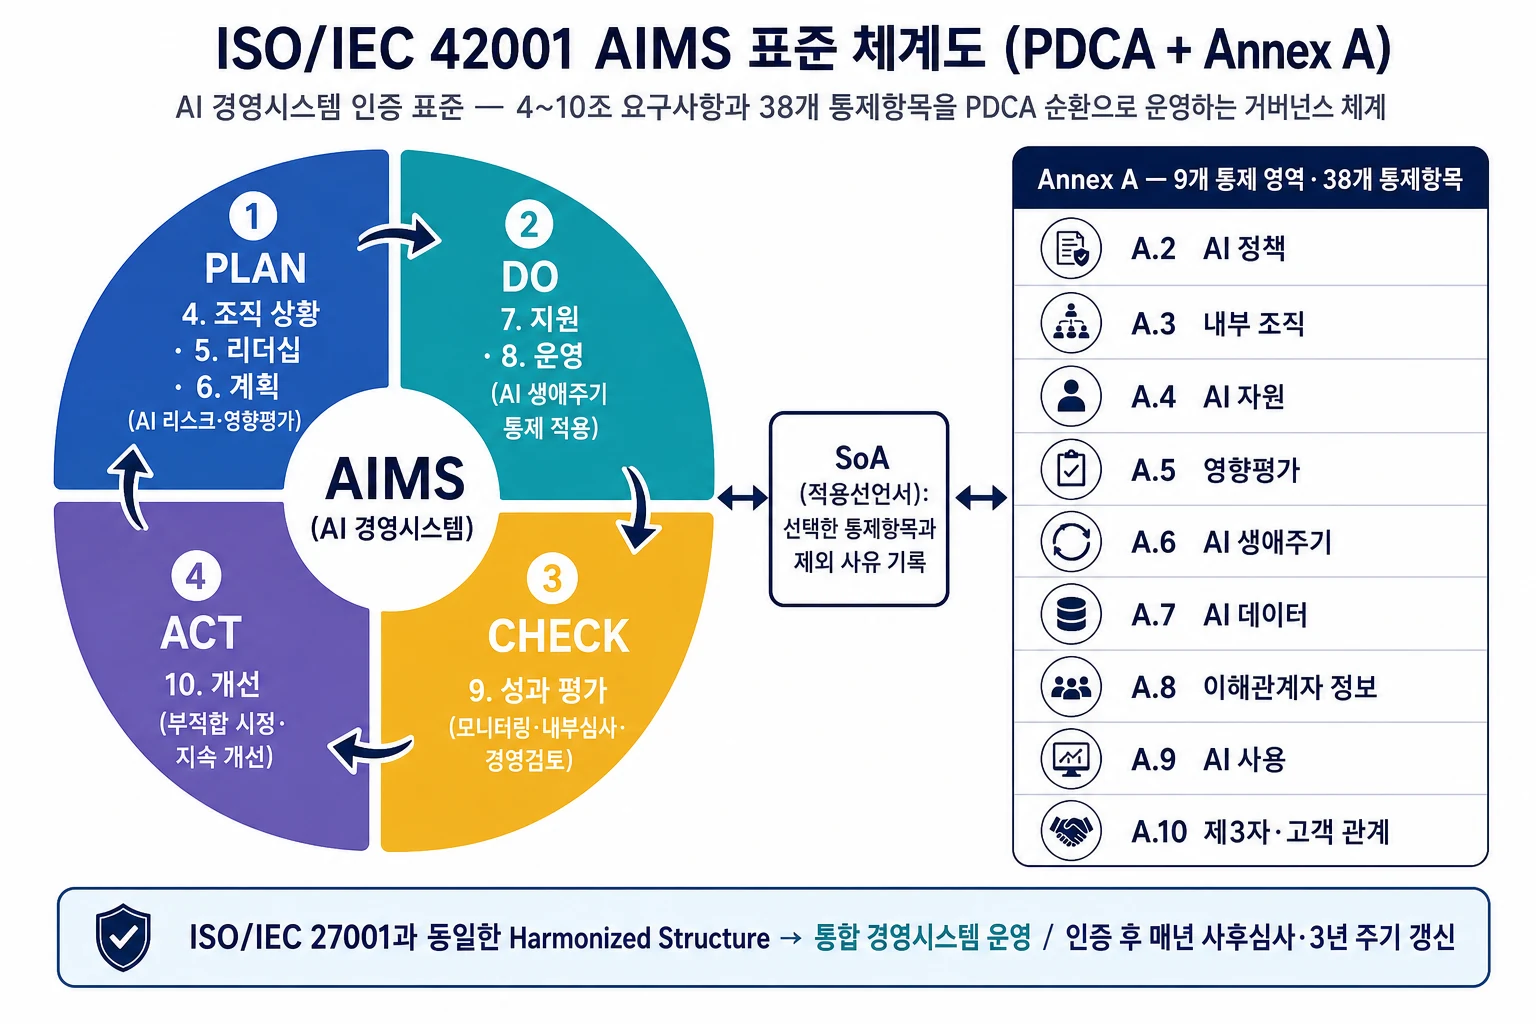 ISO/IEC 42001 AIMS 표준 체계도 (PDCA + Annex A)
AI 경영시스템 인증 표준 — 4~10조 요구사항과 38개 통제항목을 PDCA 순환으로 운영하는 거버넌스 체계
1
PLAN
4. 조직 상황
· 5. 리더십
· 6. 계획
(AI 리스크·영향평가)
2
DO
7. 지원
· 8. 운영
(AI 생애주기
통제 적용)
AIMS
(AI 경영시스템)
3
CHECK
9. 성과 평가
(모니터링·내부심사·
경영검토)
4
ACT
10. 개선
(부적합 시정·
지속 개선)
SoA
(적용선언서):
선택한 통제항목과
제외 사유 기록
Annex A — 9개 통제 영역 · 38개 통제항목
A.2 AI 정책
A.3 내부 조직
A.4 AI 자원
A.5 영향평가
A.6 AI 생애주기
A.7 AI 데이터
A.8 이해관계자 정보
A.9 AI 사용
A.10 제3자·고객 관계
ISO/IEC 27001과 동일한 Harmonized Structure → 통합 경영시스템 운영 / 인증 후 매년 사후심사·3년 주기 갱신